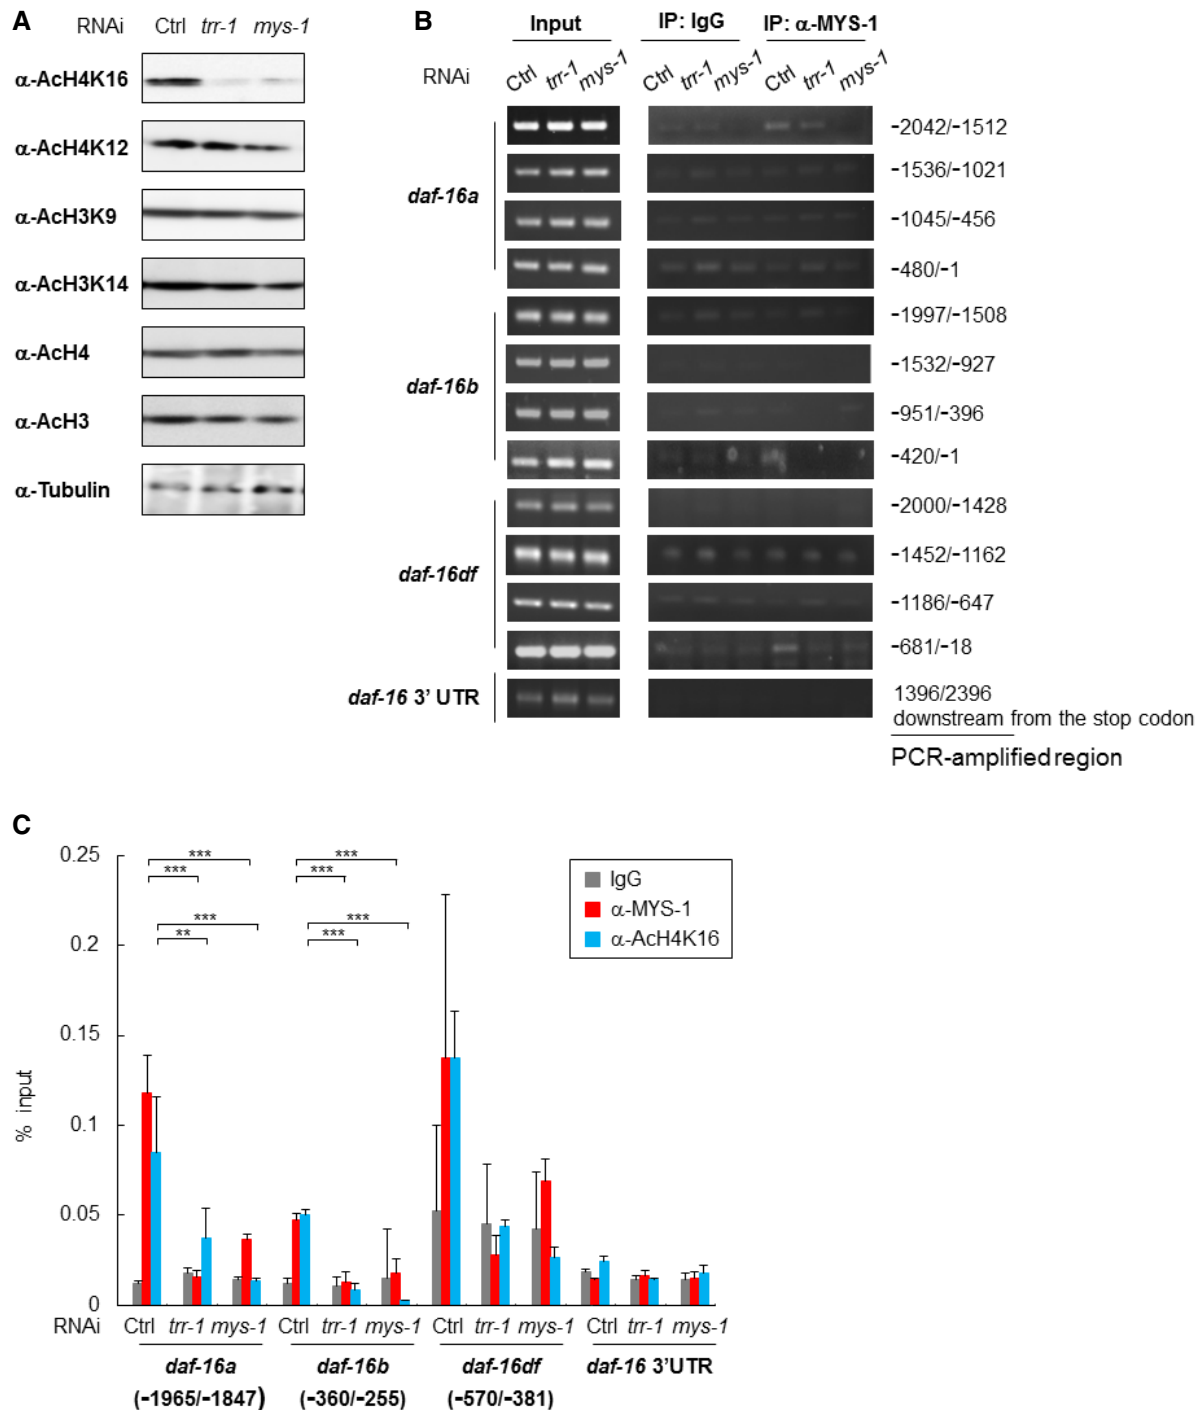 A
RNAi Ctrl trr-1 mys-1
α-AcH4K16
α-AcH4K12
α-AcH3K9
α-AcH3K14
α-AcH4
α-AcH3
α-Tubulin
B
Input IP: IgG IP: α-MYS-1
RNAi Ctrl trr-1 mys-1 Ctrl trr-1 mys-1 Ctrl trr-1 mys-1
daf-16a
-2042/-1512
-1536/-1021
-1045/-456
-480/-1
daf-16b
-1997/-1508
-1532/-927
-951/-396
-420/-1
daf-16df
-2000/-1428
-1452/-1162
-1186/-647
-681/-18
daf-16 3' UTR
1396/2396
downstream from the stop codon
PCR-amplified region
C
% input
0.25
0.2
0.15
0.1
0.05
0
*** *** *** **
*** *** *** ***
IgG
α-MYS-1
α-AcH4K16
RNAi Ctrl trr-1 mys-1 Ctrl trr-1 mys-1 Ctrl trr-1 mys-1 Ctrl trr-1 mys-1
daf-16a daf-16b daf-16df daf-16 3'UTR
(-1965/-1847) (-360/-255) (-570/-381)